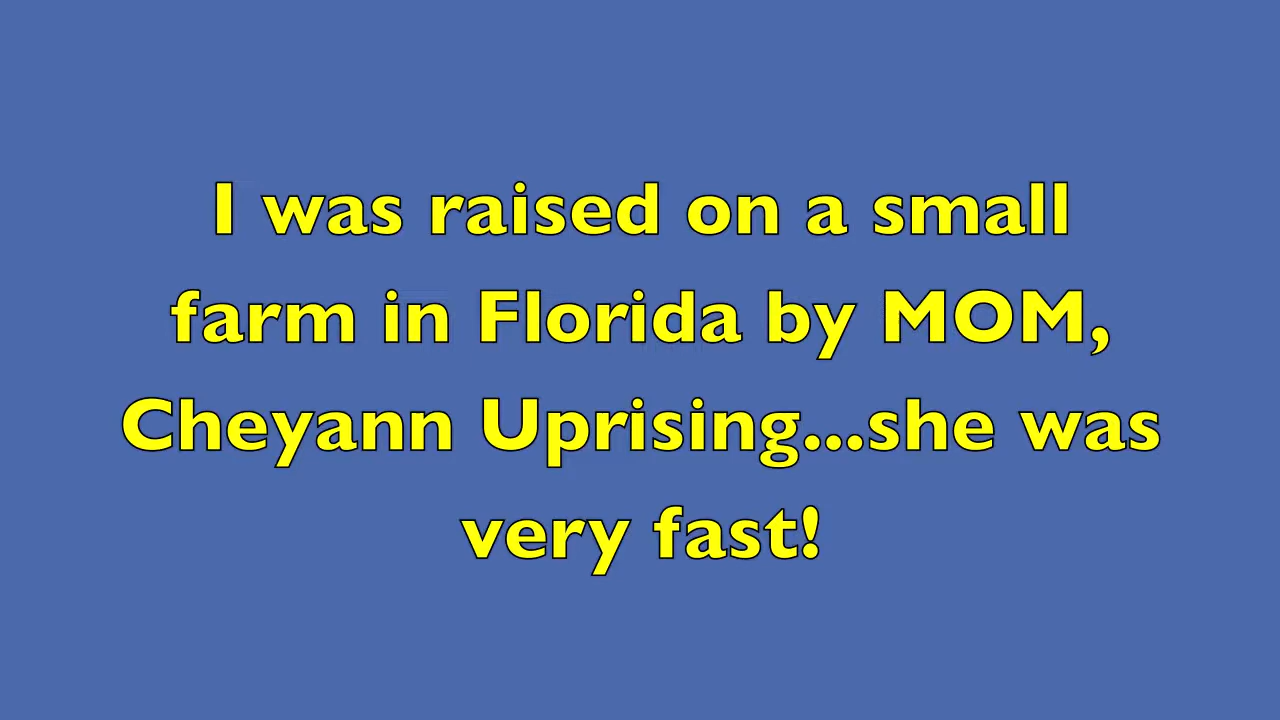 I was raised on a small
farm in Florida by MOM,
Cheyann Uprising...she was
very fast!